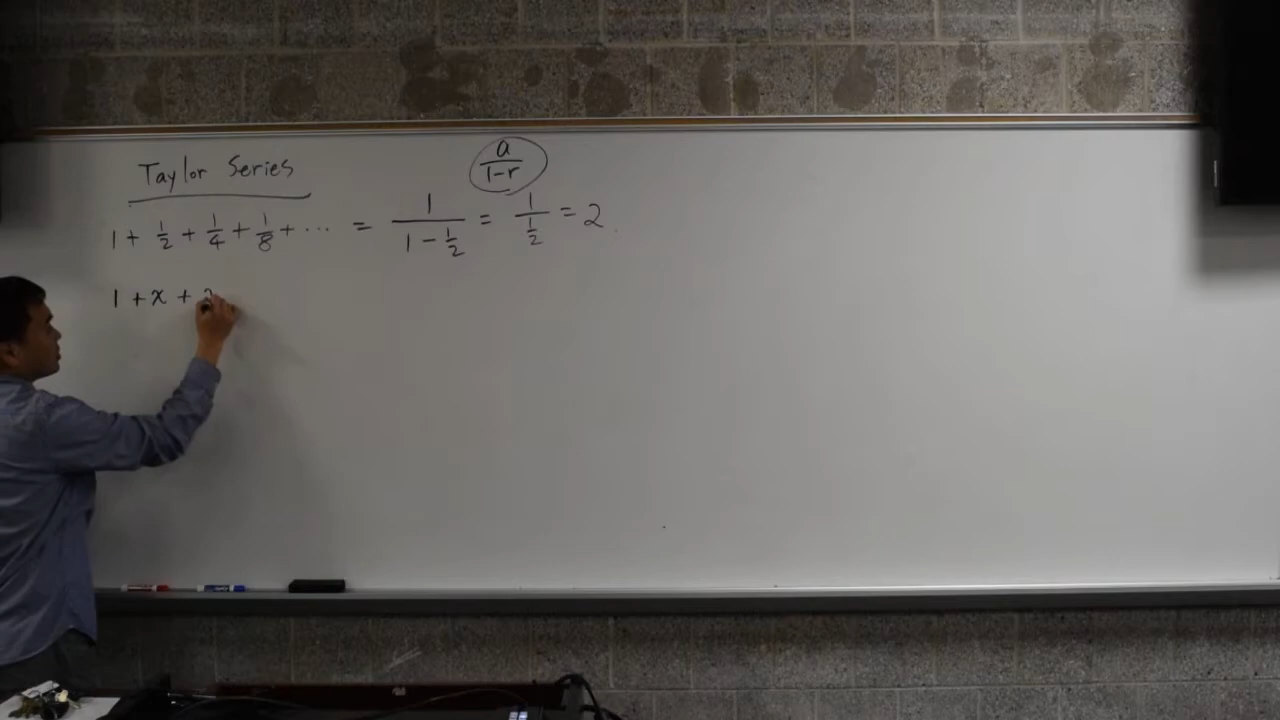 Taylor Series
a/(1-r)
1 + 1/2 + 1/4 + 1/8 + ... = 1/(1 - 1/2) = 1/(1/2) = 2
1 + x +